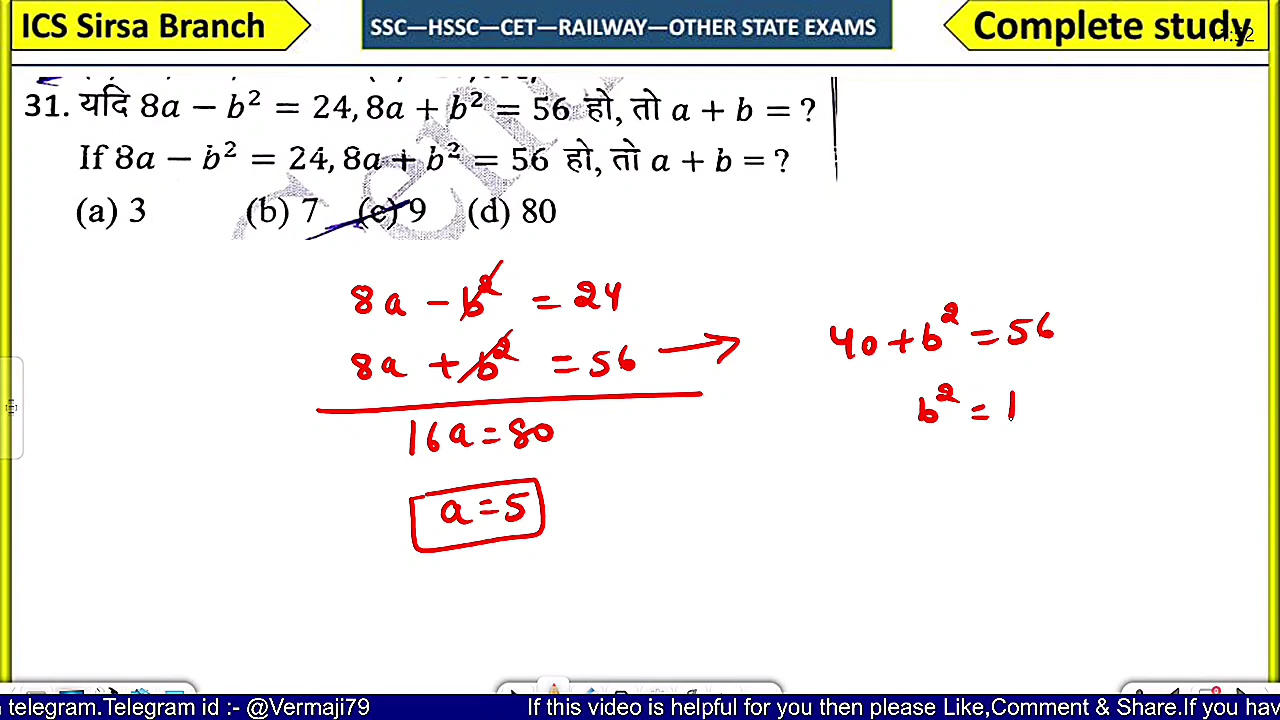 ICS Sirsa Branch
SSC—HSSC—CET—RAILWAY—OTHER STATE EXAMS
Complete study
31. यदि 8a − b² = 24, 8a + b² = 56 हो, तो a + b = ?
If 8a − b² = 24, 8a + b² = 56 हो, तो a + b = ?
(a) 3 (b) 7 (c) 9 (d) 80
8a − b² = 24
8a + b² = 56
16a = 80
a = 5
40 + b² = 56
b² = 1
telegram.Telegram id :- @Vermaji79
If this video is helpful for you then please Like,Comment & Share.If you hav